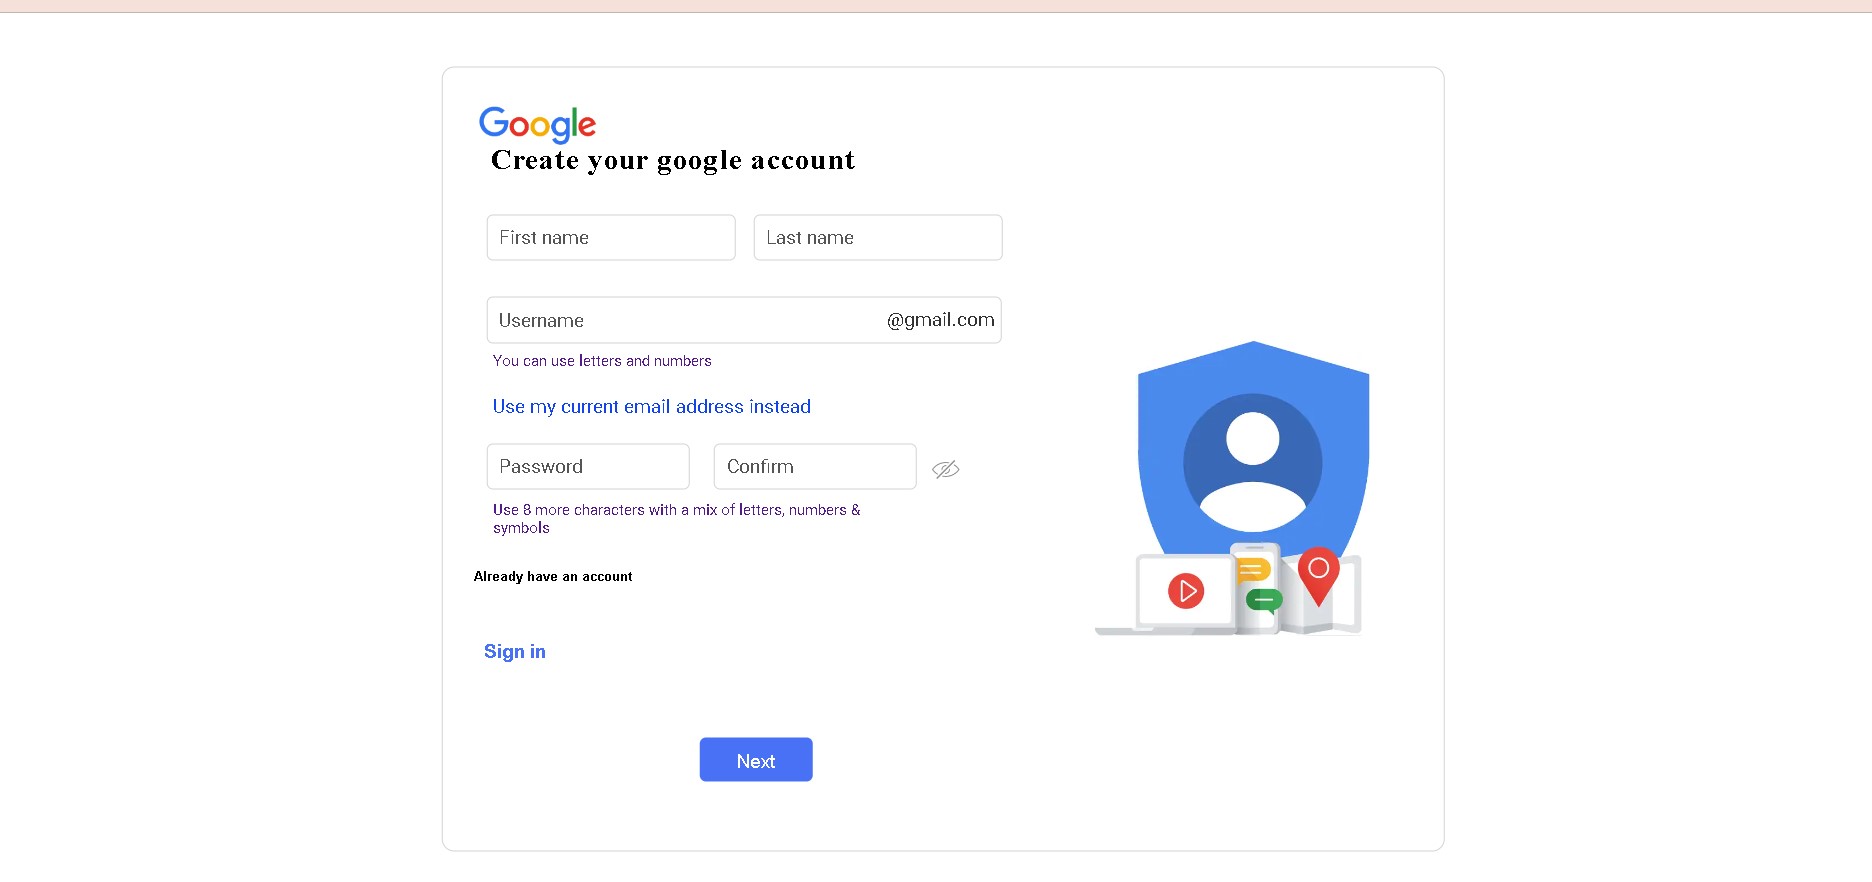 Google
Create your google account
First name
Last name
Username
@gmail.com
You can use letters and numbers
Use my current email address instead
Password
Confirm
Use 8 more characters with a mix of letters, numbers &
symbols
Already have an account
Sign in
Next